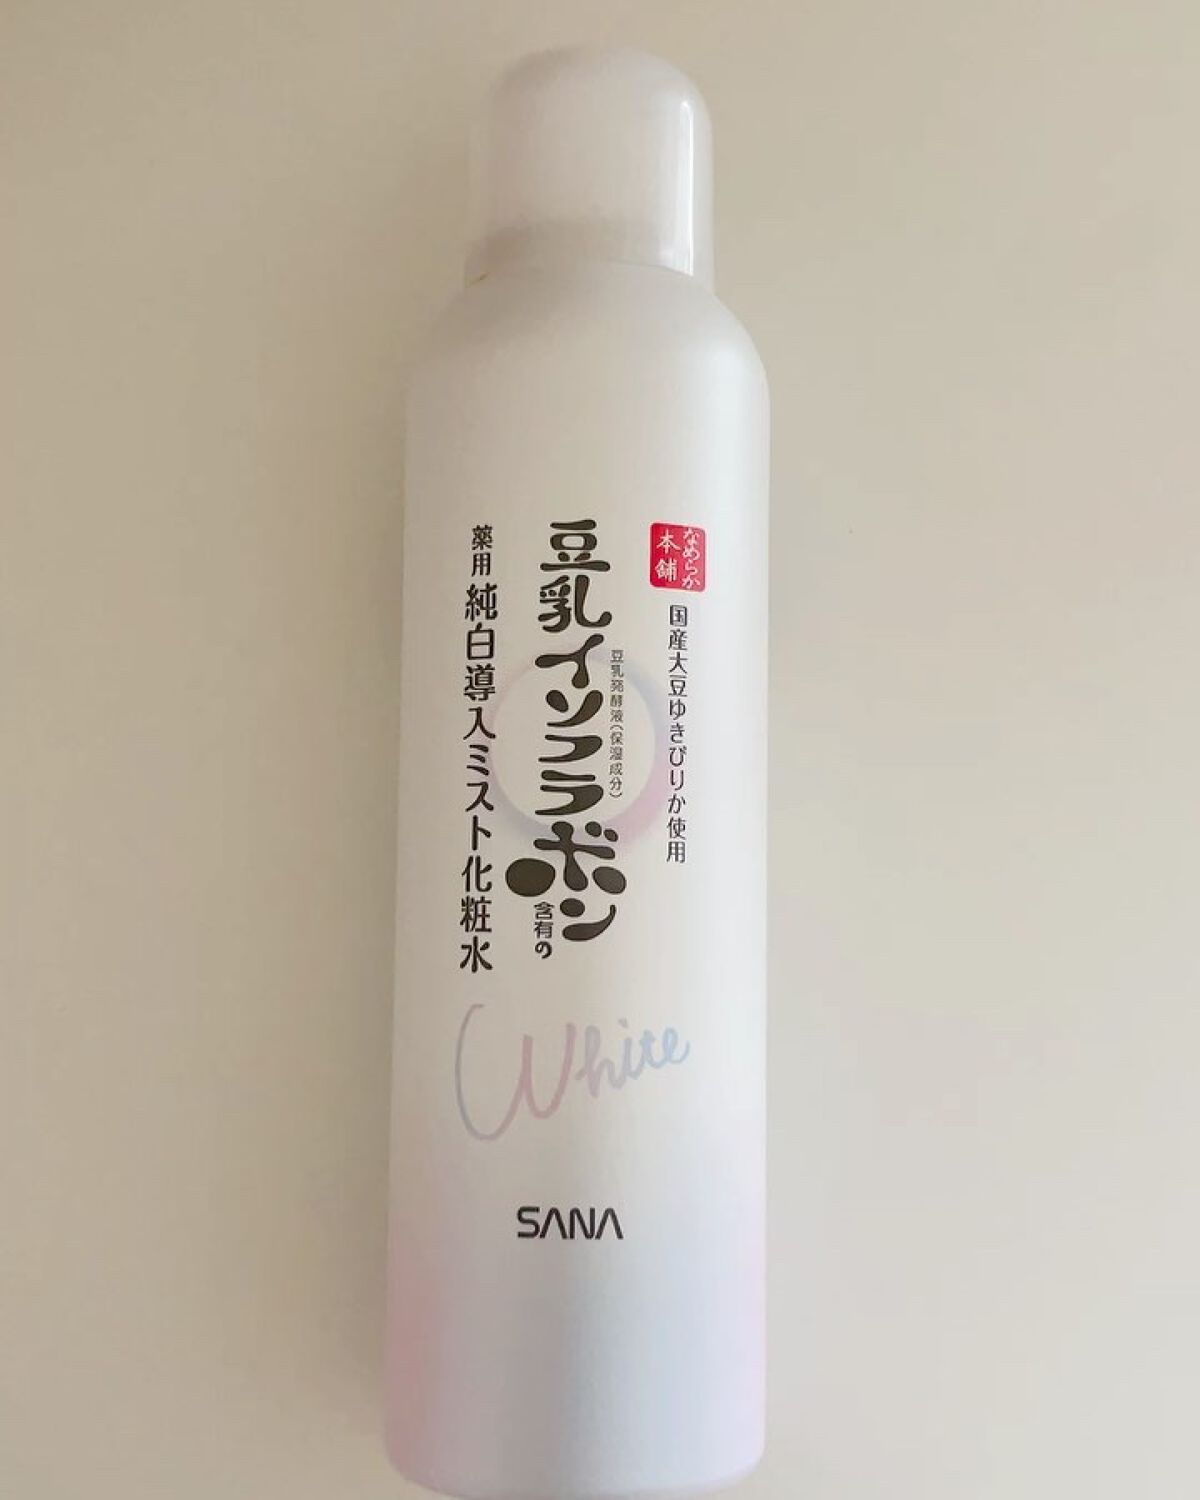 なめらか
本舗
国産大豆ゆきぴりか使用
豆乳発酵液(保湿成分)
豆乳イソフラボン
含有の
薬用 純白導入ミスト化粧水
White
SANA